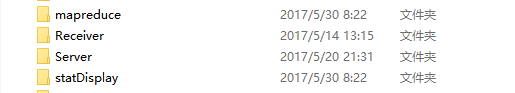 mapreduce 2017/5/30 8:22 文件夹
Receiver 2017/5/14 13:15 文件夹
Server 2017/5/20 21:31 文件夹
statDisplay 2017/5/30 8:22 文件夹